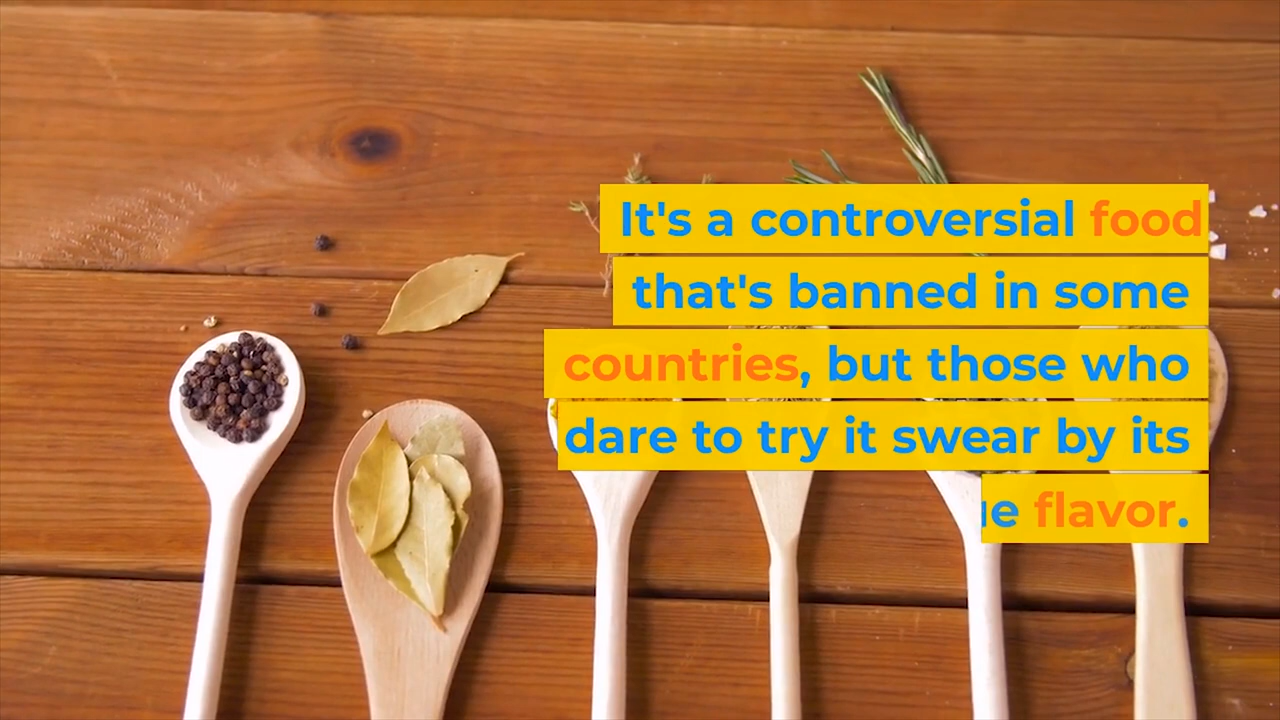 It's a controversial food
that's banned in some
countries, but those who
dare to try it swear by its
flavor.